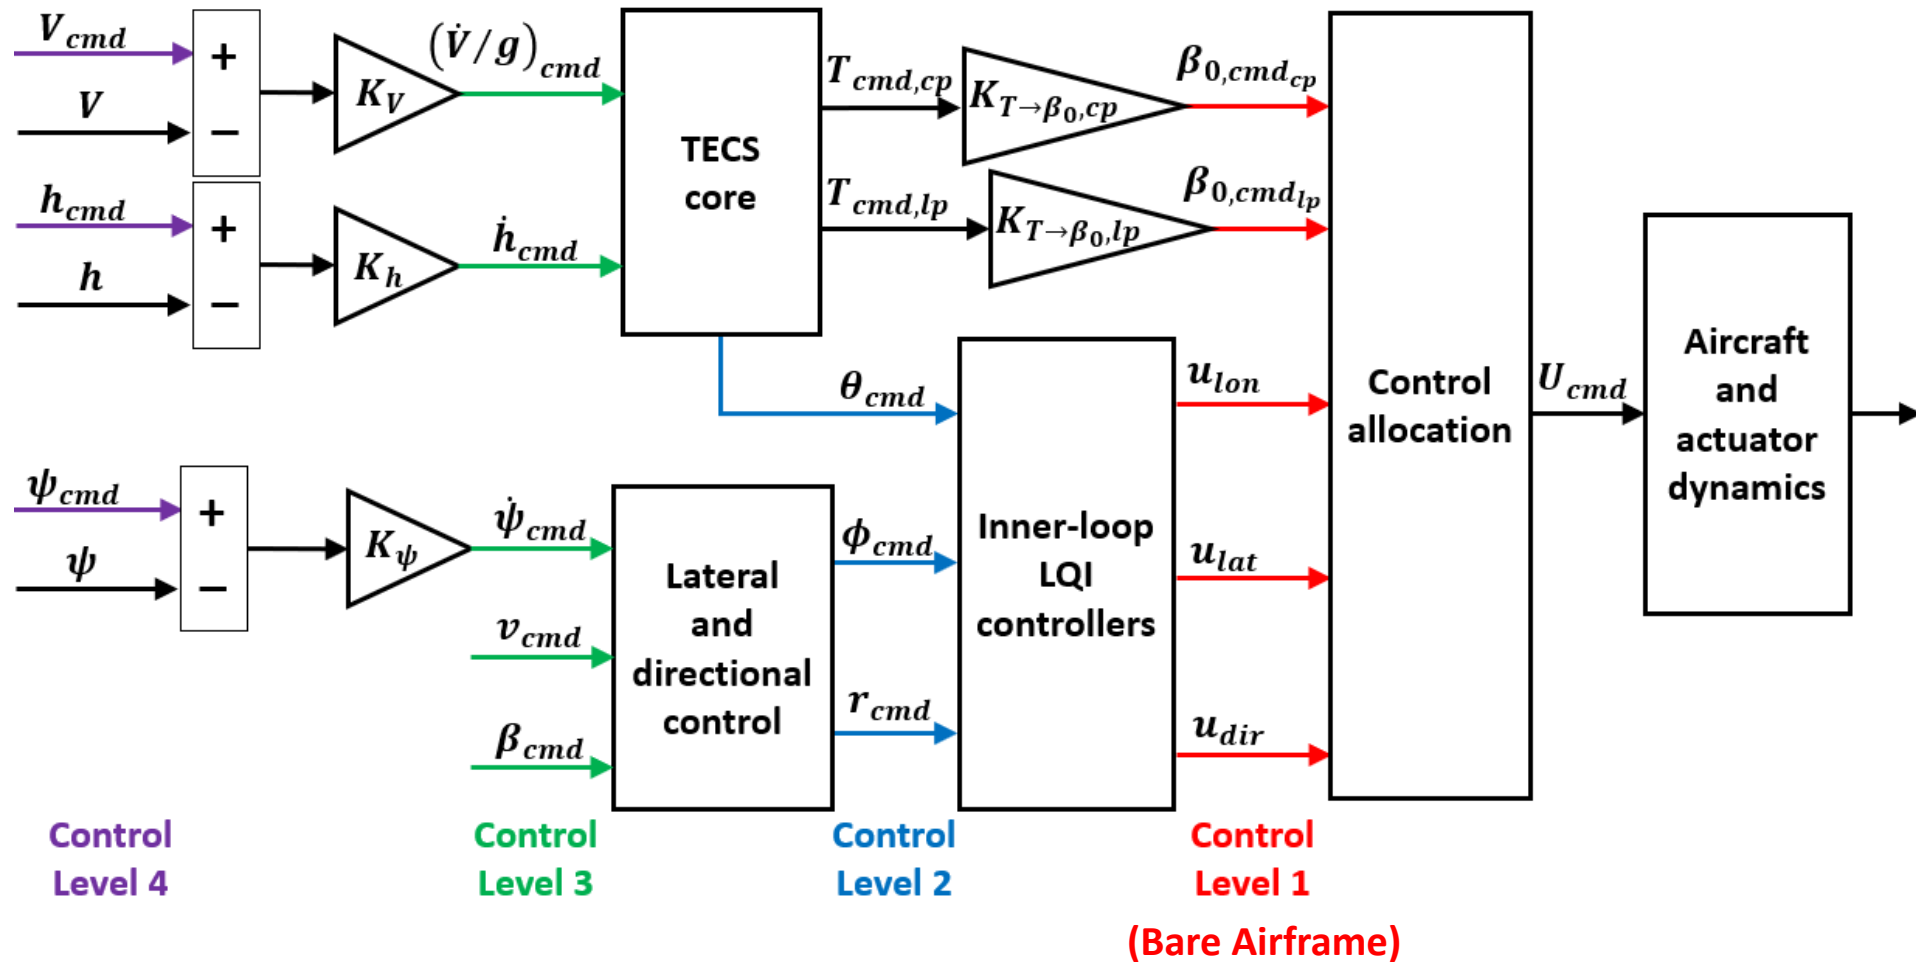 V_cmd
+
V
−
K_V
(V̇/g)_cmd
h_cmd
+
h
−
K_h
ḣ_cmd
TECS
core
T_cmd,cp
K_T→β₀,cp
β_0,cmd_cp
T_cmd,lp
K_T→β₀,lp
β_0,cmd_lp
θ_cmd
ψ_cmd
+
ψ
−
K_ψ
ψ̇_cmd
v_cmd
β_cmd
Lateral
and
directional
control
ϕ_cmd
r_cmd
Inner-loop
LQI
controllers
u_lon
u_lat
u_dir
Control
allocation
U_cmd
Aircraft
and
actuator
dynamics
Control
Level 4
Control
Level 3
Control
Level 2
Control
Level 1
(Bare Airframe)